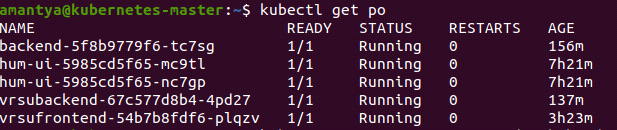 amantya@kubernetes-master:~$ kubectl get po
NAME READY STATUS RESTARTS AGE
backend-5f8b9779f6-tc7sg 1/1 Running 0 156m
hum-ui-5985cd5f65-mc9tl 1/1 Running 0 7h21m
hum-ui-5985cd5f65-nc7gp 1/1 Running 0 7h21m
vrsubackend-67c577d8b4-4pd27 1/1 Running 0 137m
vrsufrontend-54b7b8fdf6-plqzv 1/1 Running 0 3h23m